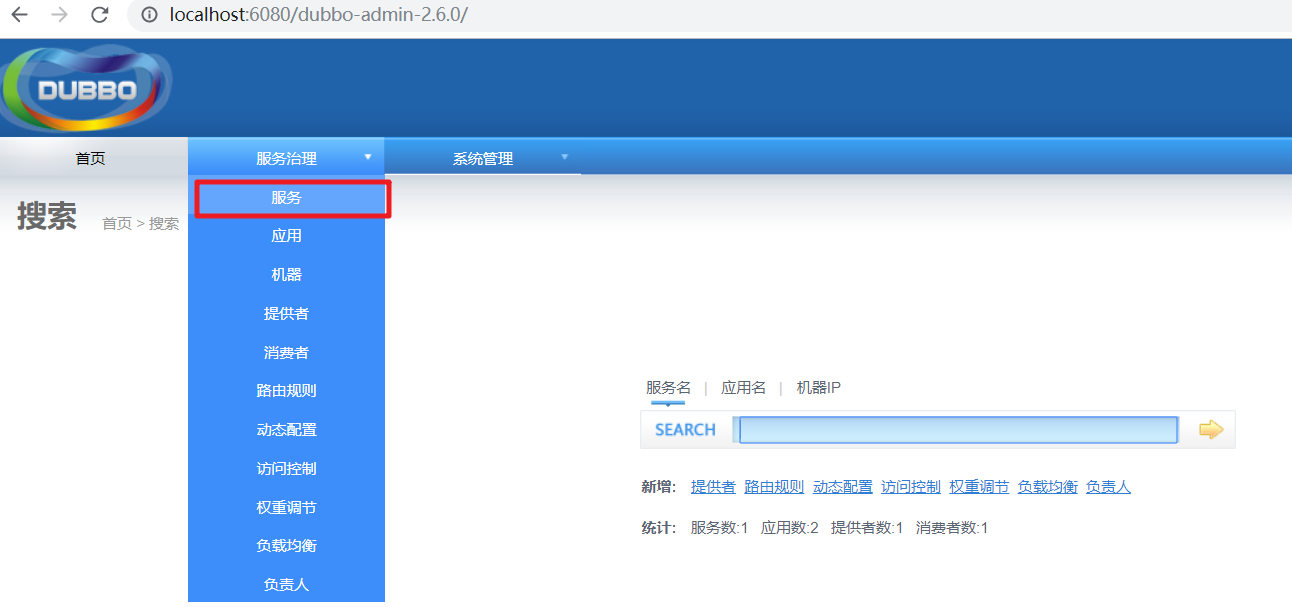 localhost:6080/dubbo-admin-2.6.0/
DUBBO
首页 服务治理 系统管理
服务
搜索 首页 > 搜索
应用
机器
提供者
消费者
路由规则
动态配置
访问控制
权重调节
负载均衡
负责人
服务名 | 应用名 | 机器IP
SEARCH
新增: 提供者 路由规则 动态配置 访问控制 权重调节 负载均衡 负责人
统计: 服务数:1 应用数:2 提供者数:1 消费者数:1